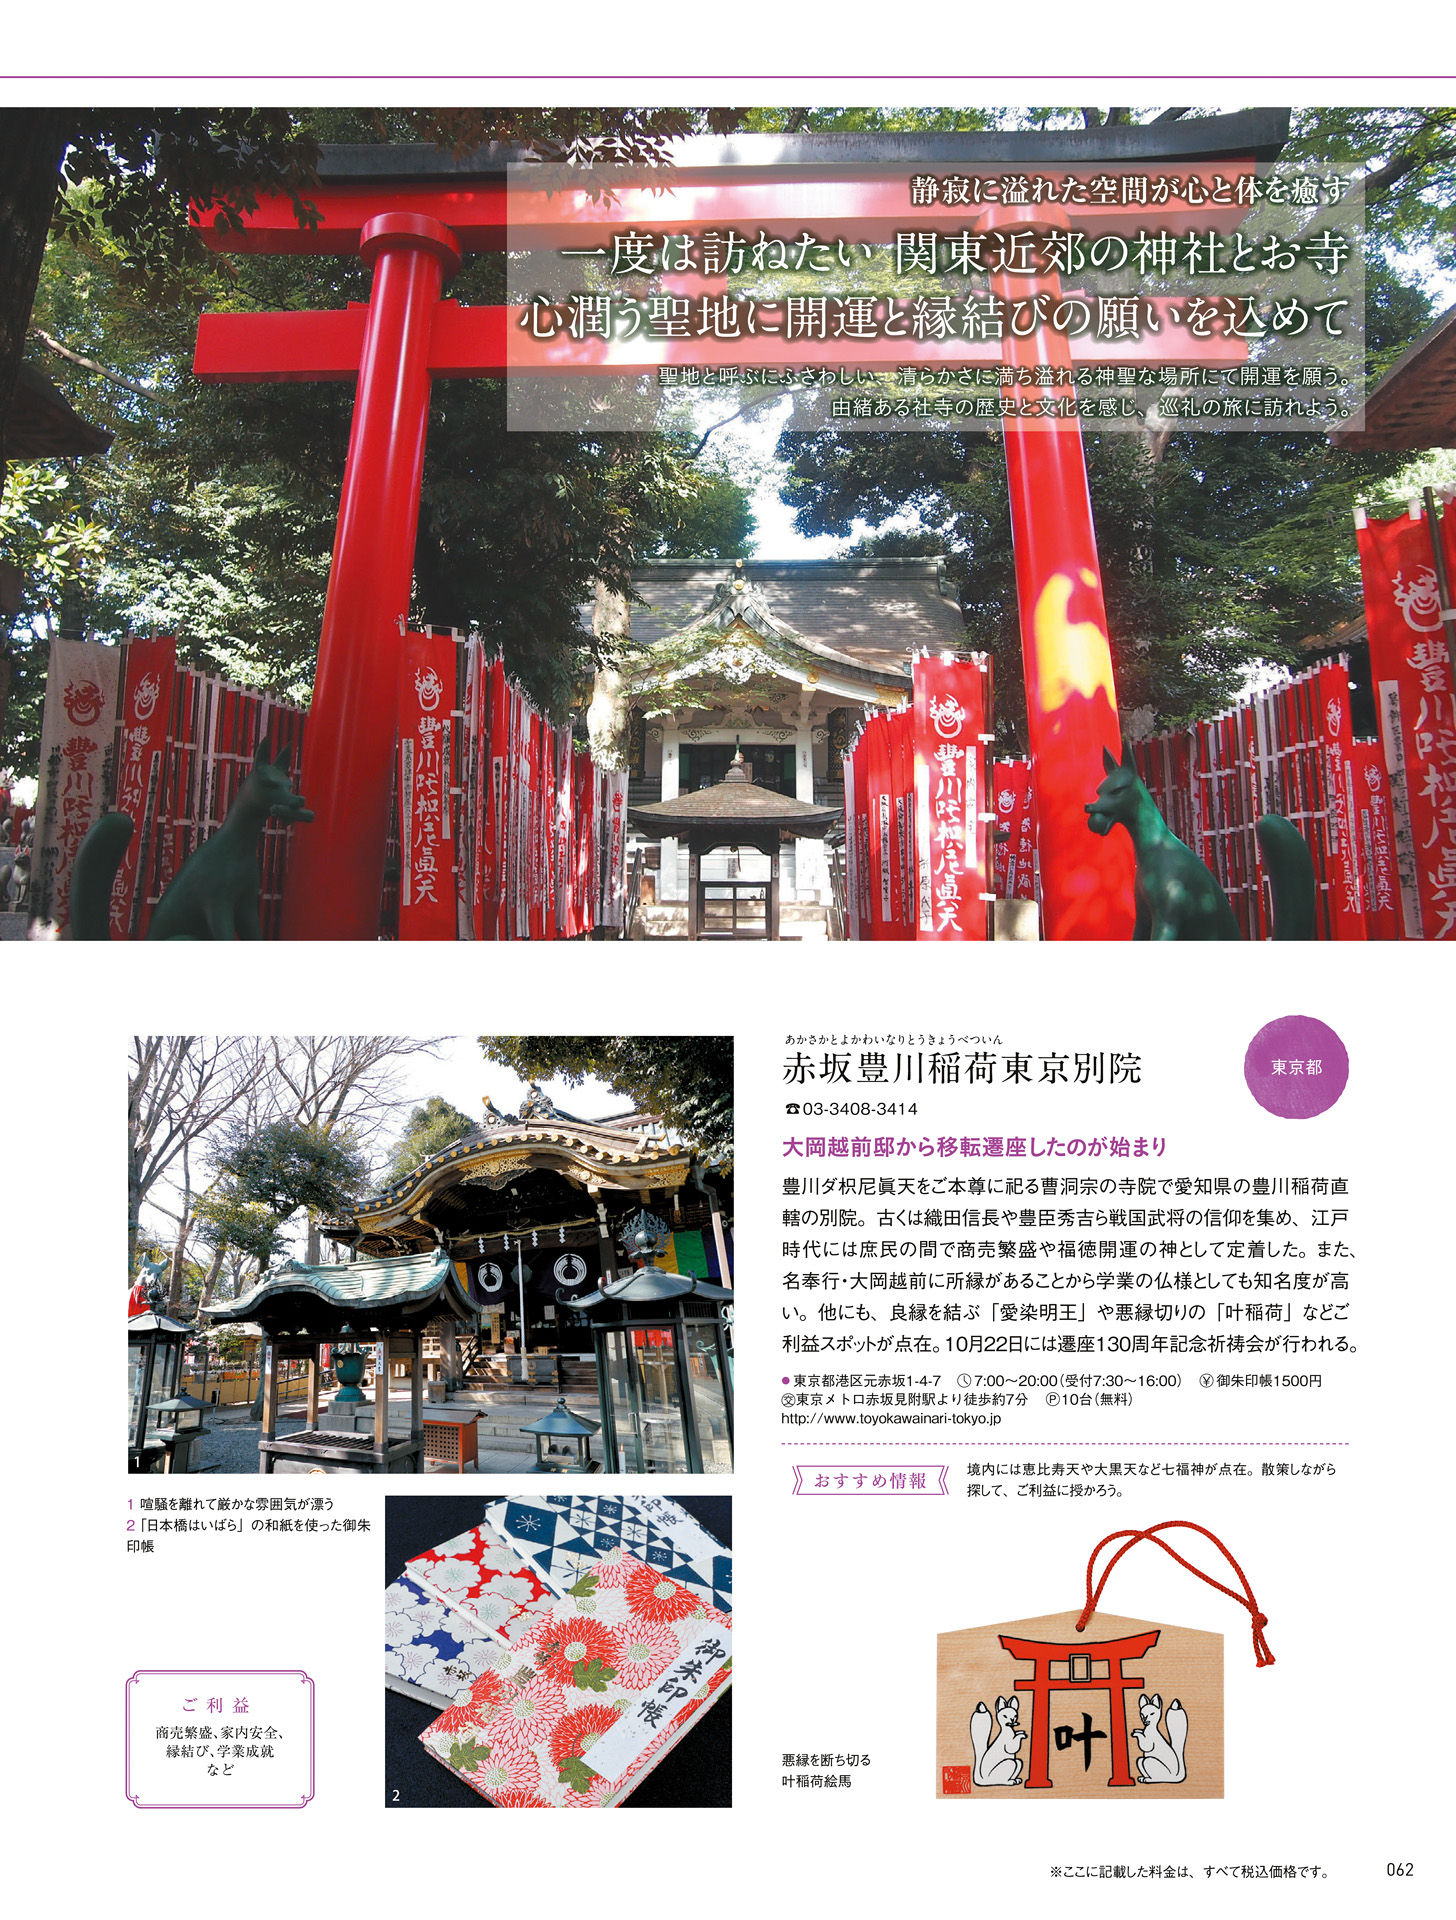 静寂に溢れた空間が心と体を癒す
一度は訪ねたい 関東近郊の神社とお寺
心潤う聖地に開運と縁結びの願いを込めて
聖地と呼ぶにふさわしい、清らかさに満ち溢れる神聖な場所にて開運を願う。
由緒ある社寺の歴史と文化を感じ、巡礼の旅に訪れよう。
あかさかとよかわいなりとうきょうべついん
赤坂豊川稲荷東京別院
東京都
☎03-3408-3414
大岡越前邸から移転遷座したのが始まり
豊川ダ枳尼眞天をご本尊に祀る曹洞宗の寺院で愛知県の豊川稲荷直
轄の別院。古くは織田信長や豊臣秀吉ら戦国武将の信仰を集め、江戸
時代には庶民の間で商売繁盛や福徳開運の神として定着した。また、
名奉行・大岡越前に所縁があることから学業の仏様としても知名度が高
い。他にも、良縁を結ぶ「愛染明王」や悪縁切りの「叶稲荷」などご
利益スポットが点在。10月22日には遷座130周年記念祈祷会が行われる。
●東京都港区元赤坂1-4-7 7:00〜20:00（受付7:30〜16:00） ¥御朱印帳1500円
交東京メトロ赤坂見附駅より徒歩約7分 P10台（無料）
http://www.toyokawainari-tokyo.jp
おすすめ情報
境内には恵比寿天や大黒天など七福神が点在。散策しながら
探して、ご利益に授かろう。
1
1 喧騒を離れて厳かな雰囲気が漂う
2「日本橋はいばら」の和紙を使った御朱
印帳
御朱印帳
2
ご利益
商売繁盛、家内安全、
縁結び、学業成就
など
悪縁を断ち切る
叶稲荷絵馬
叶
※ここに記載した料金は、すべて税込価格です。
062